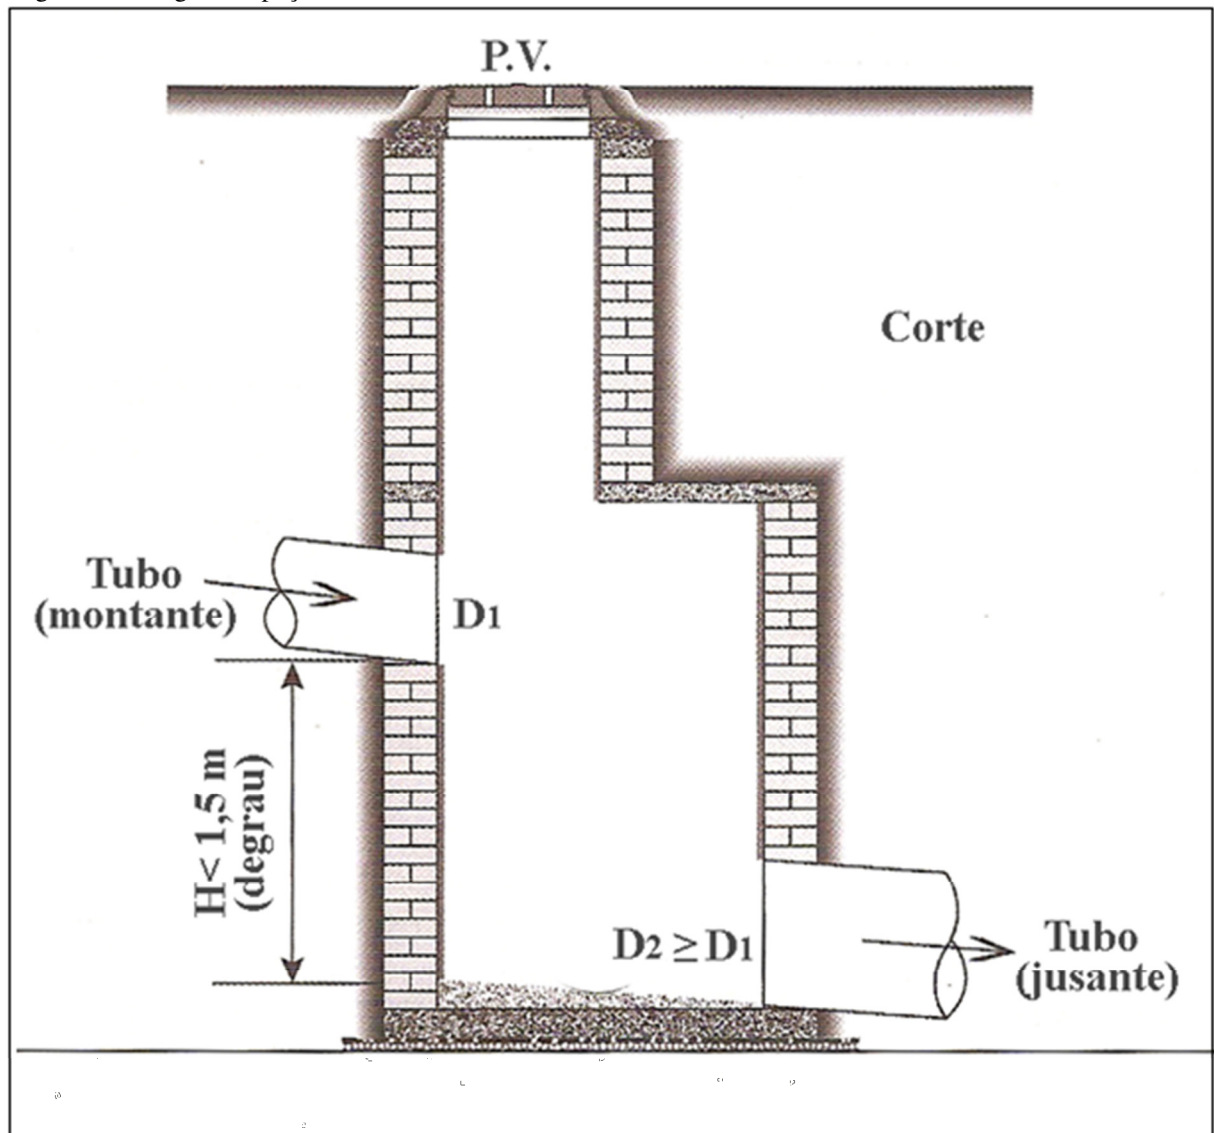 P.V.
Corte
Tubo
(montante)
D1
H< 1,5 m
(degrau)
D2 ≥ D1
Tubo
(jusante)